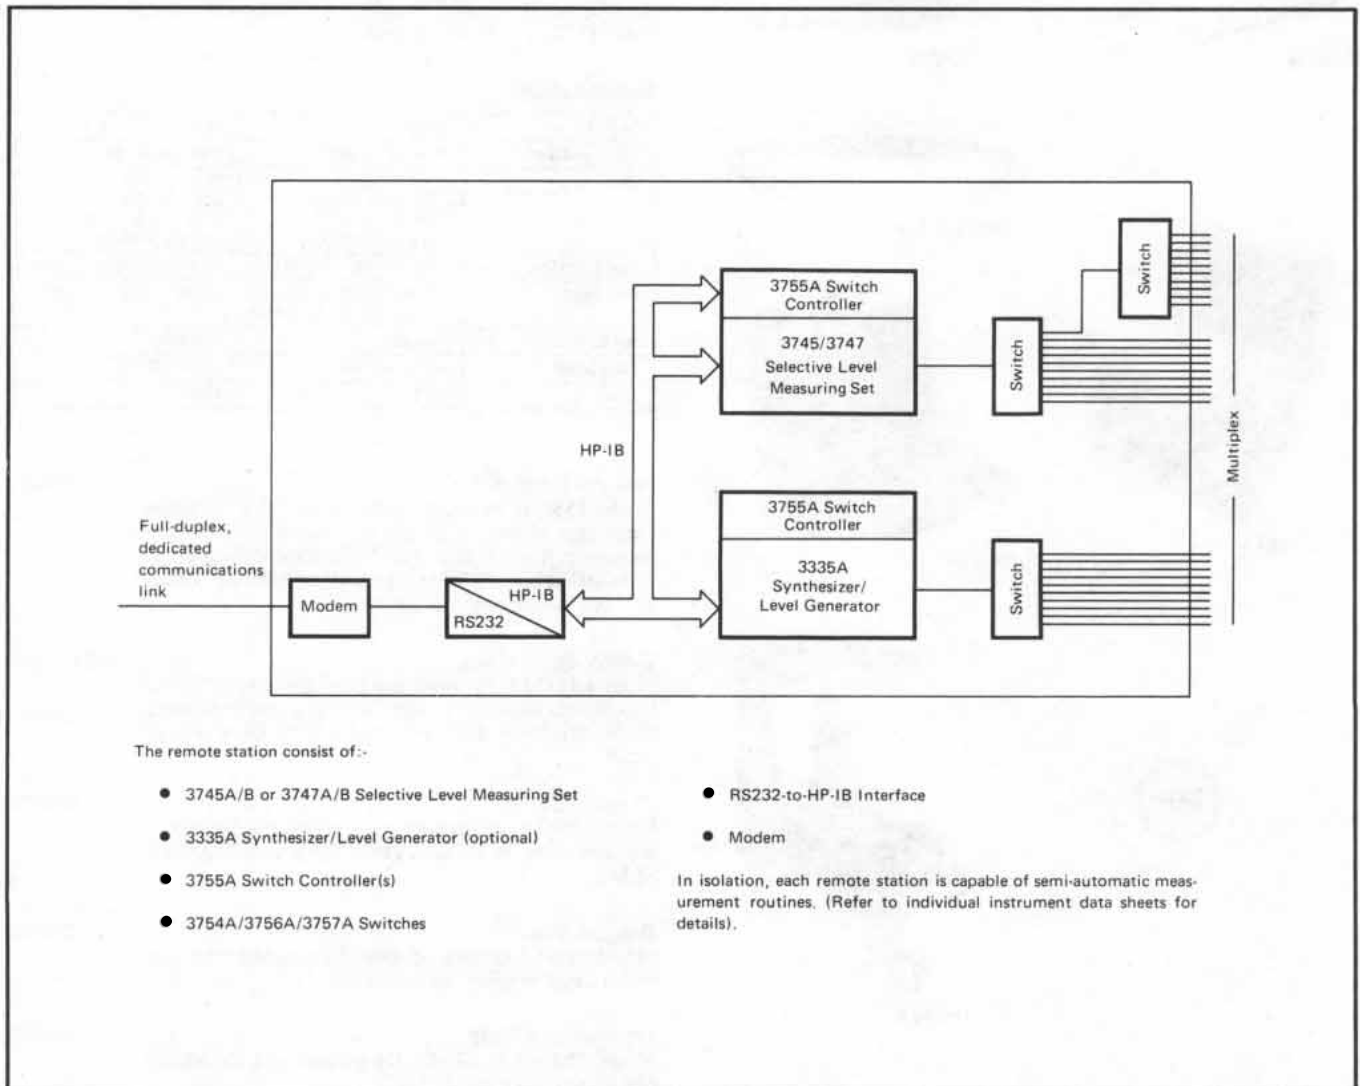 3755A Switch
Controller
3745/3747
Selective Level
Measuring Set
Switch
Switch
Multiplex
HP-IB
3755A Switch
Controller
3335A
Synthesizer/
Level Generator
Switch
Full-duplex,
dedicated
communications
link
Modem
HP-IB
RS232
The remote station consist of:-
● 3745A/B or 3747A/B Selective Level Measuring Set
● 3335A Synthesizer/Level Generator (optional)
● 3755A Switch Controller(s)
● 3754A/3756A/3757A Switches
● RS232-to-HP-IB Interface
● Modem
In isolation, each remote station is capable of semi-automatic meas-
urement routines. (Refer to individual instrument data sheets for
details).